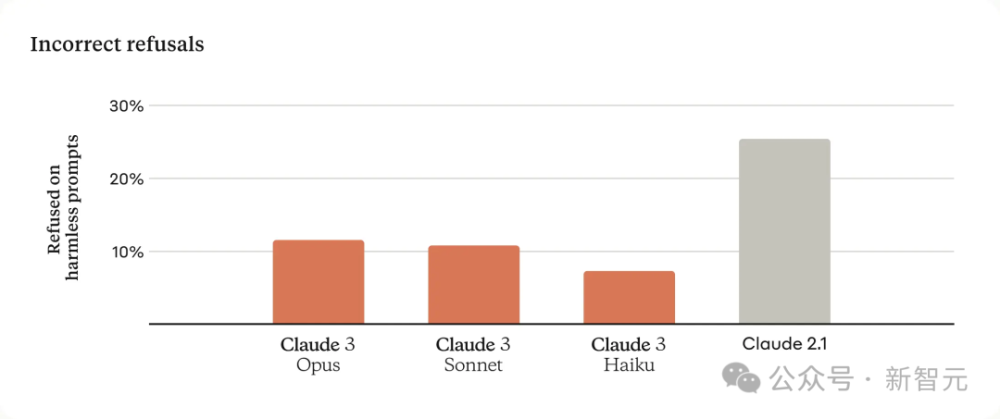 Incorrect refusals
Refused on
harmless prompts
30%
20%
10%
Claude 3
Opus
Claude 3
Sonnet
Claude 3
Haiku
Claude 2.1
公众号 · 新智元